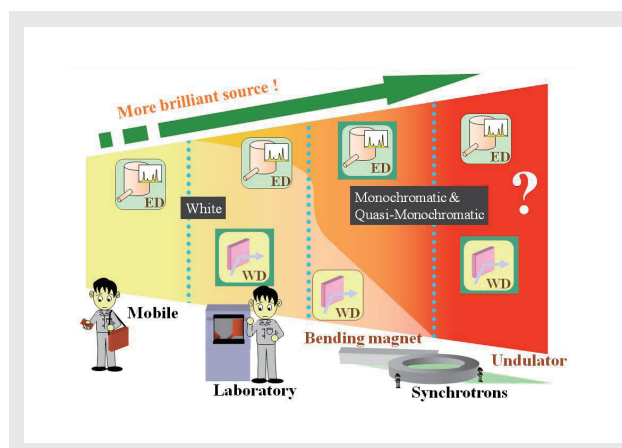 More brilliant source !
ED
ED
ED
ED
White
Monochromatic &
Quasi-Monochromatic
?
WD
WD
WD
Mobile
Bending magnet
Undulator
Laboratory
Synchrotrons